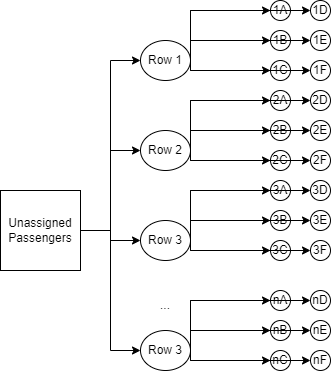 1A 1D
1B 1E
Row 1
1C 1F
2A 2D
2B 2E
Row 2
2C 2F
3A 3D
Unassigned
Passengers
3B 3E
Row 3
3C 3F
...
nA nD
nB nE
Row 3
nC nF